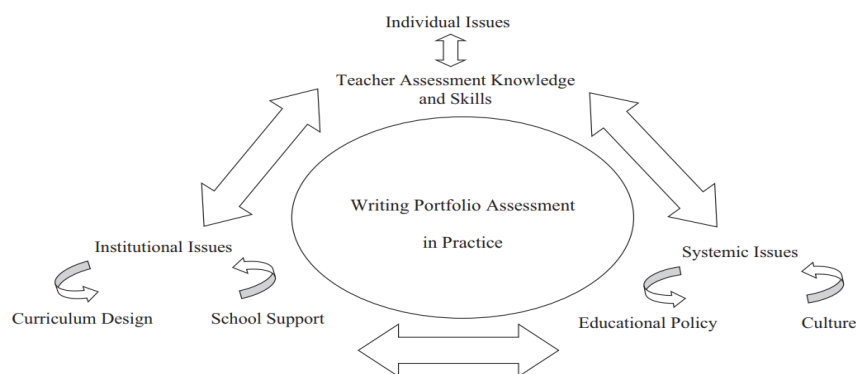 Individual Issues
Teacher Assessment Knowledge
and Skills
Writing Portfolio Assessment
in Practice
Institutional Issues
Systemic Issues
Curriculum Design
School Support
Educational Policy
Culture